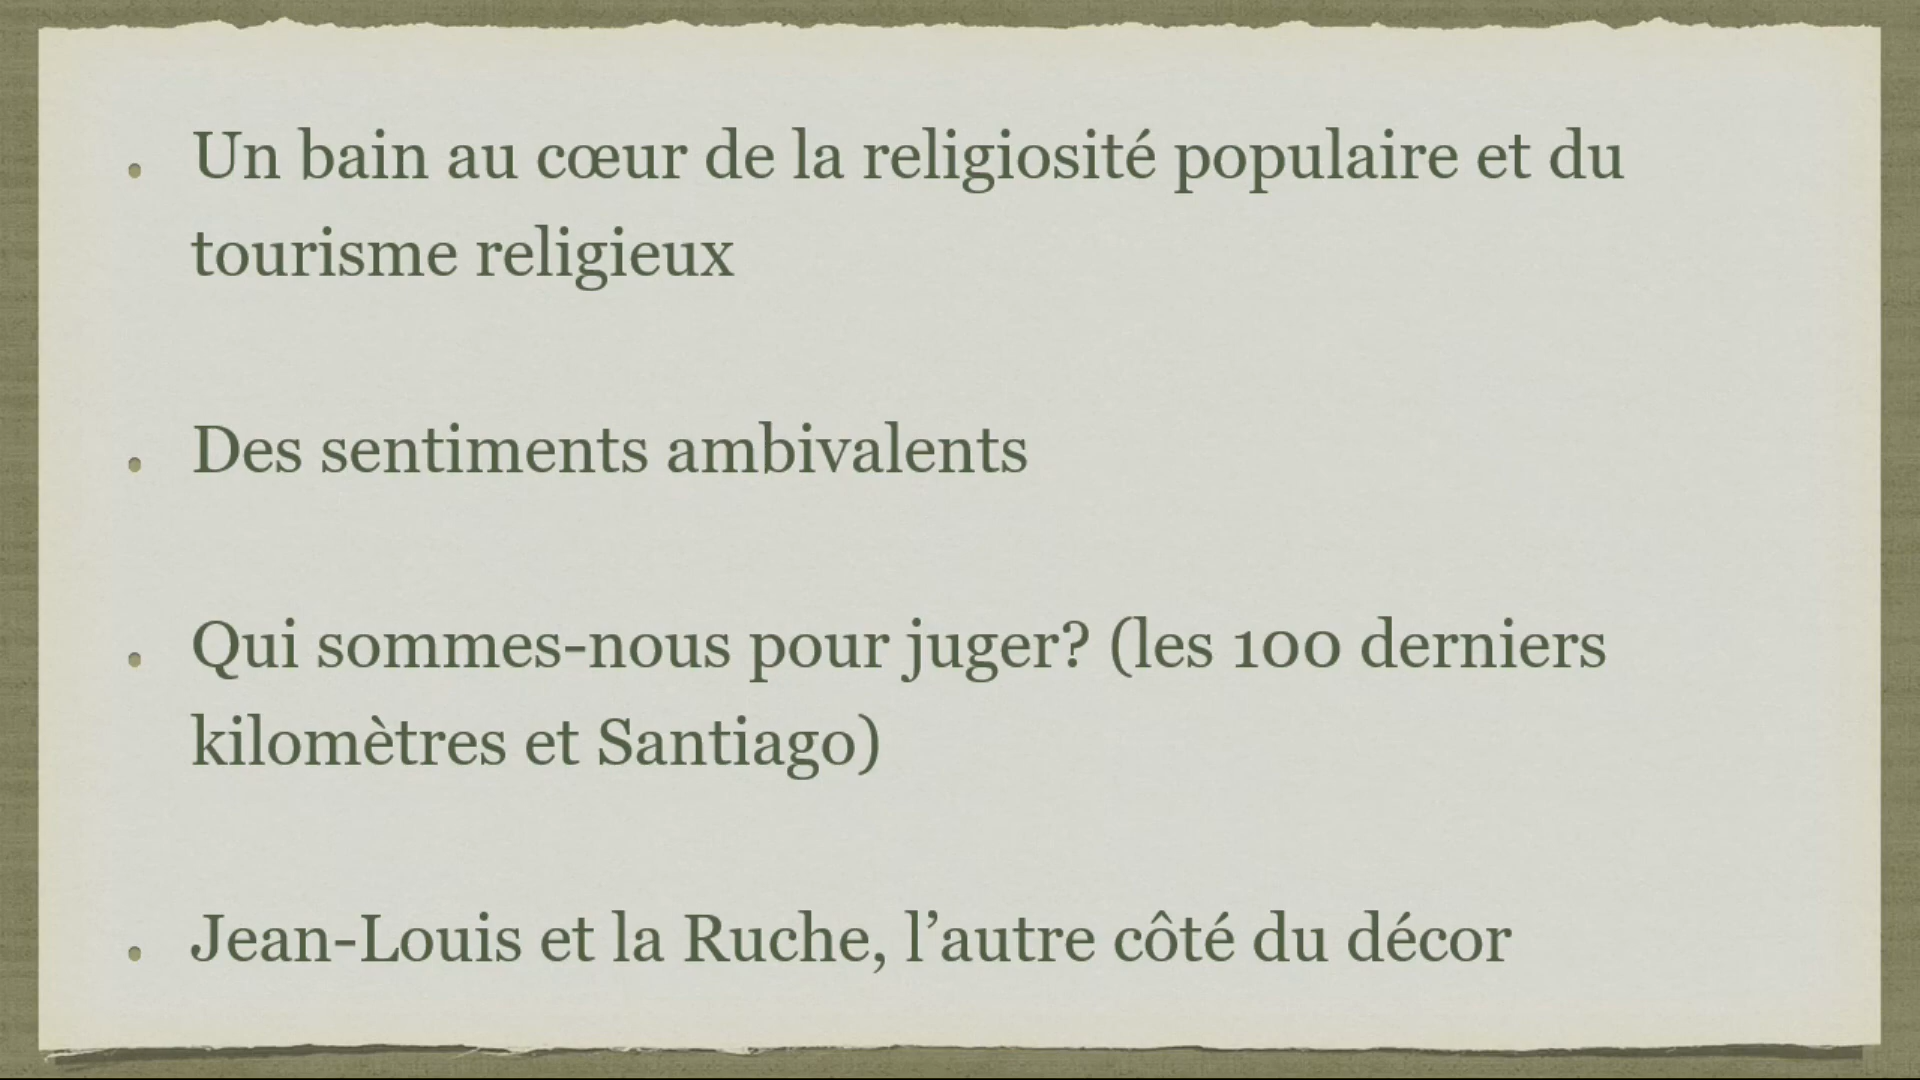 • Un bain au cœur de la religiosité populaire et du
tourisme religieux
• Des sentiments ambivalents
• Qui sommes-nous pour juger? (les 100 derniers
kilomètres et Santiago)
• Jean-Louis et la Ruche, l’autre côté du décor